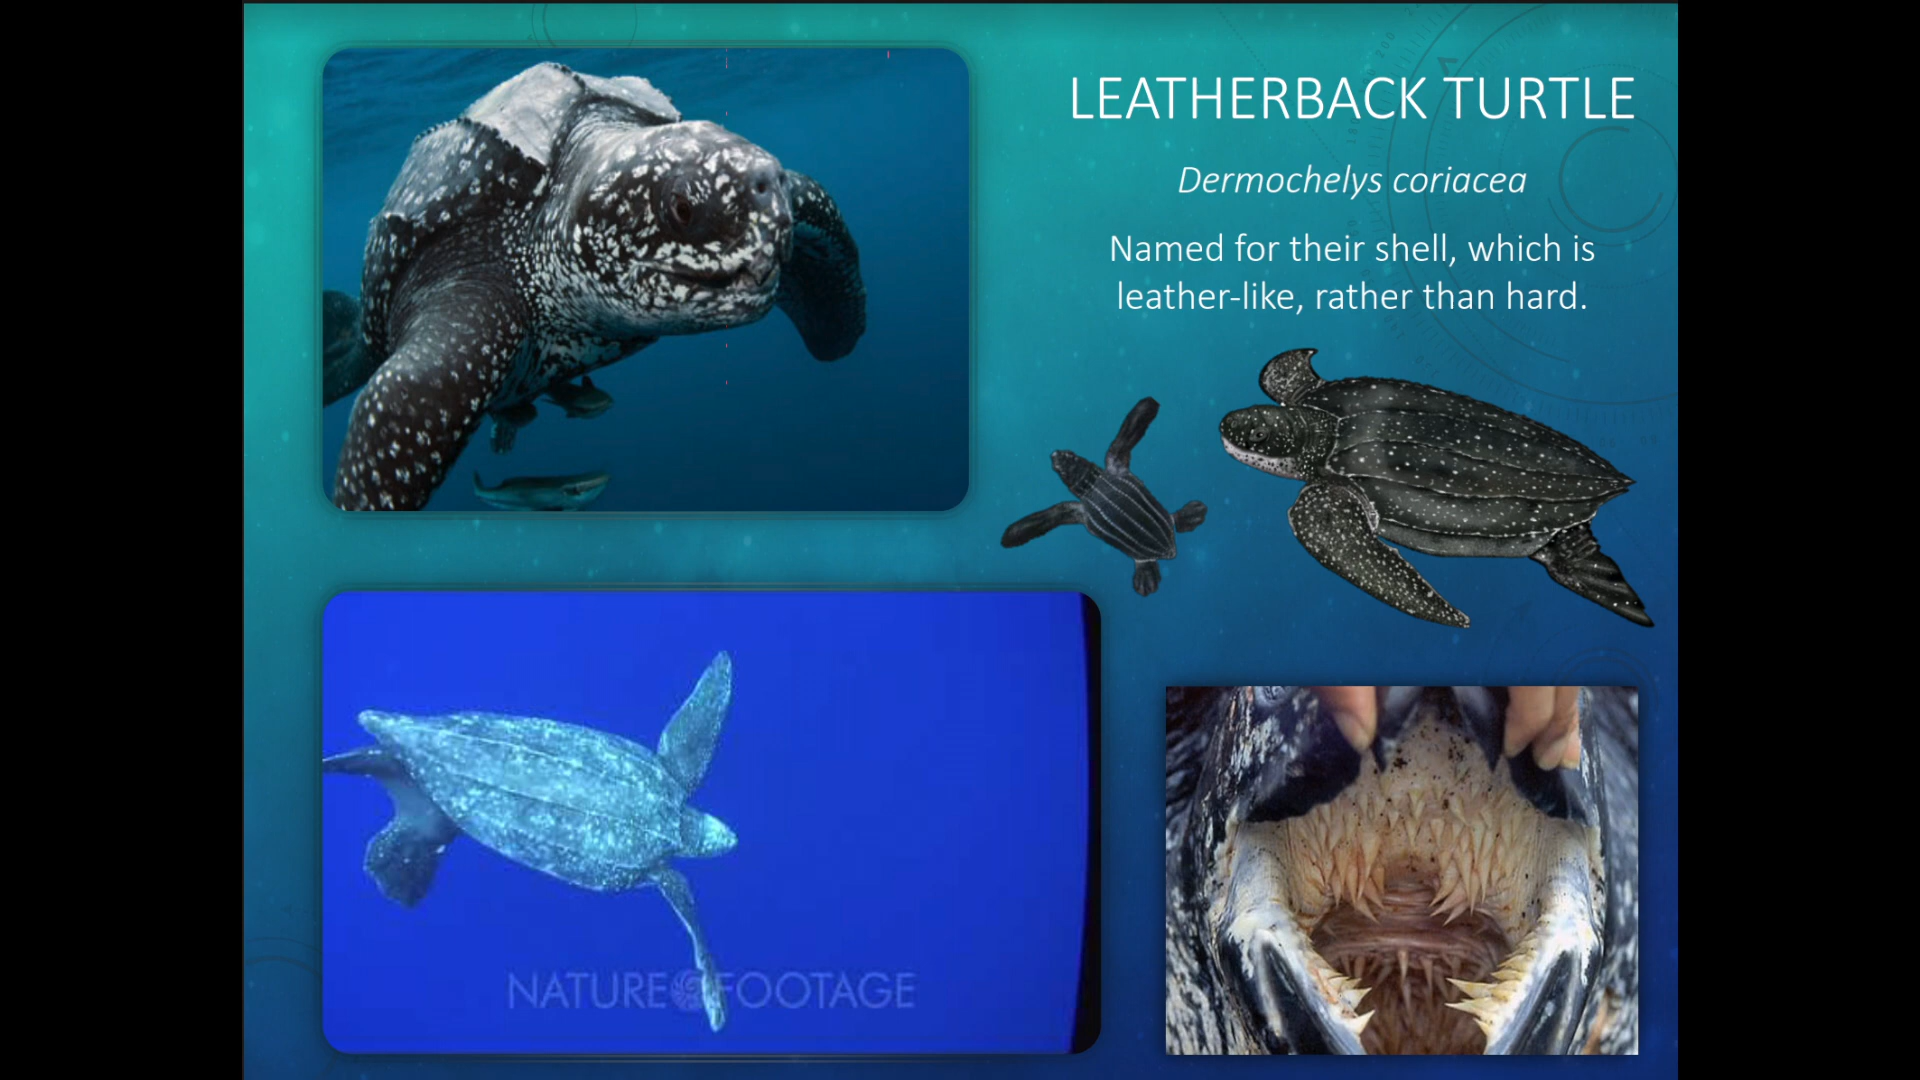 LEATHERBACK TURTLE
Dermochelys coriacea
Named for their shell, which is
leather-like, rather than hard.
NATURE FOOTAGE